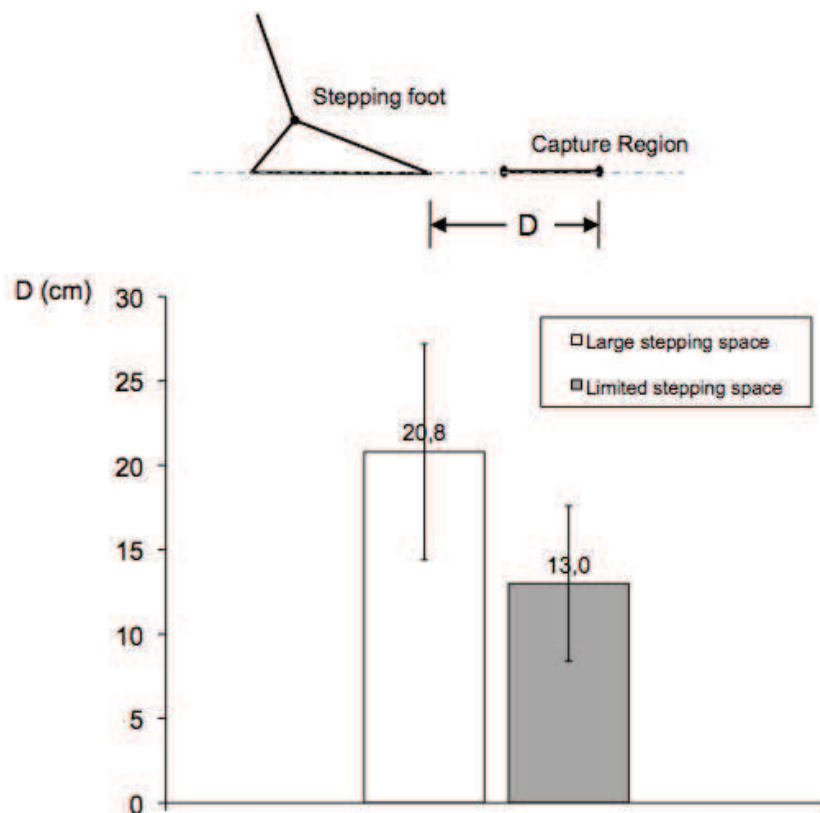 Stepping foot
Capture Region
D
D (cm)
30
25
20
15
10
5
0
Large stepping space
Limited stepping space
20,8
13,0